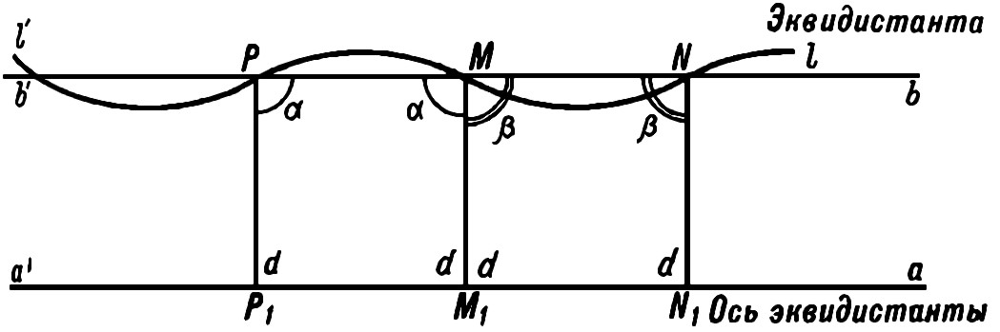 l' Эквидистанта
P M N l
b' b
α α β β
a' d d d d a
P₁ M₁ N₁ Ось эквидистанты